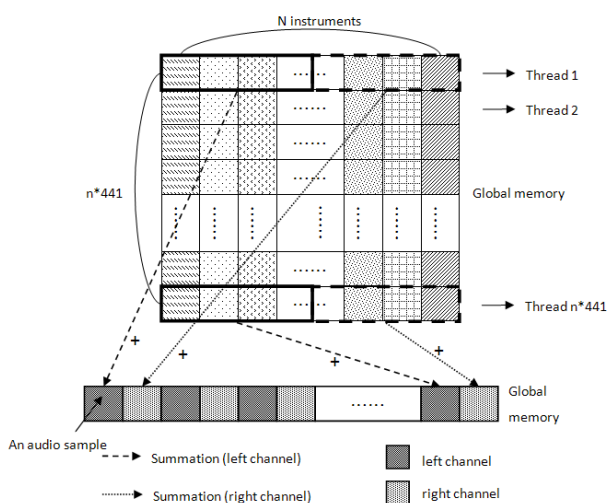 N instruments
...... Thread 1
...... Thread 2
......
...... Global memory
n*441
......
...... Thread n*441
+ + + +
...... Global
memory
An audio sample
Summation (left channel) left channel
Summation (right channel) right channel